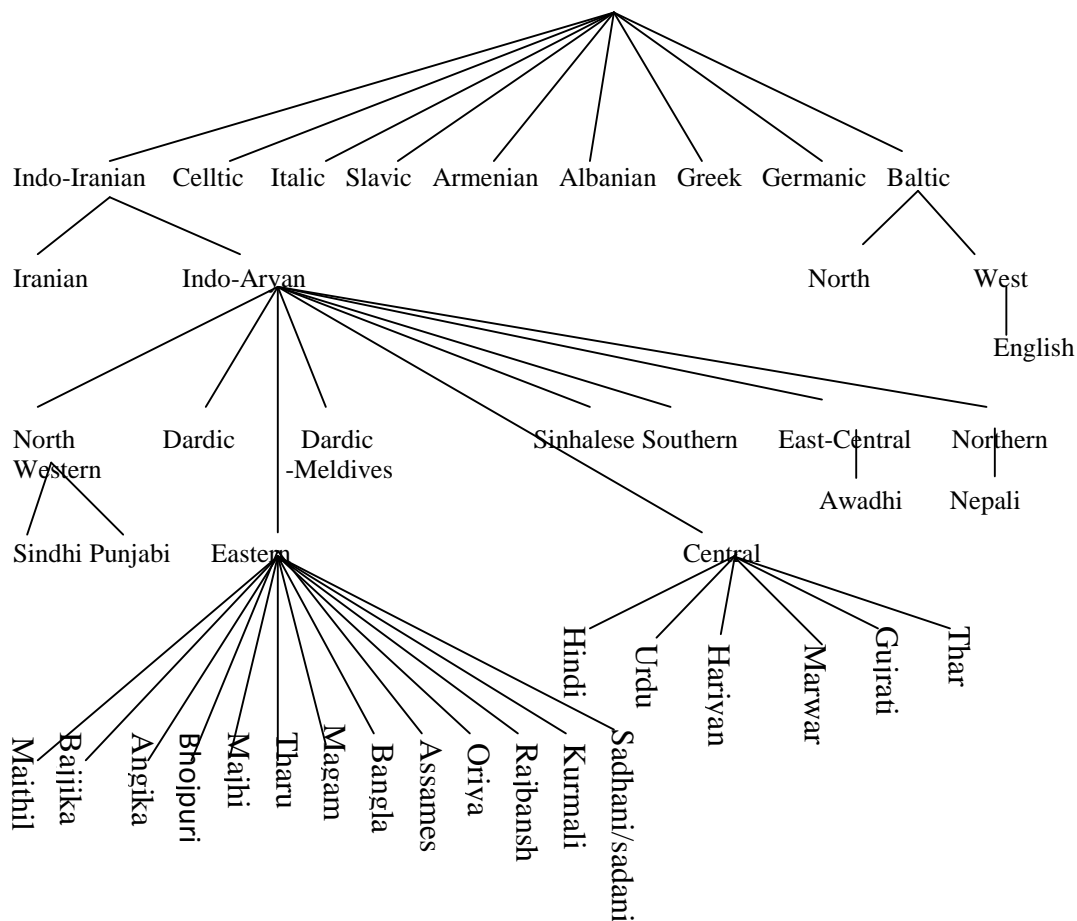 Indo-Iranian Celltic Italic Slavic Armenian Albanian Greek Germanic Baltic
Iranian Indo-Aryan North West
English
North Western Dardic Dardic -Meldives Sinhalese Southern East-Central Northern
Awadhi Nepali
Sindhi Punjabi Eastern Central
Hindi
Urdu
Hariyan
Marwar
Gujrati
Thar
Maithil
Bajjika
Angika
Bhojpuri
Majhi
Tharu
Magam
Bangla
Assames
Oriya
Rajbansh
Kurmali
Sadhani/sadani